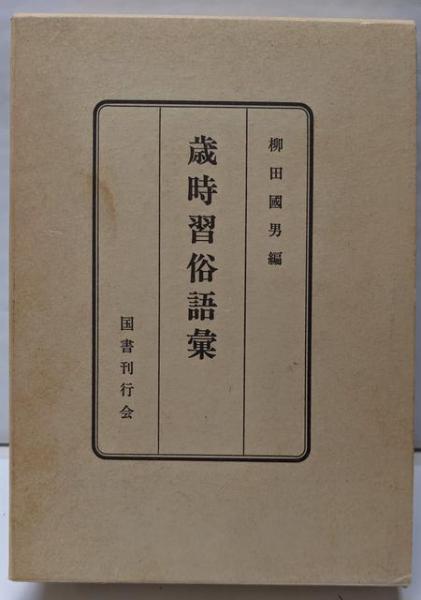 柳田國男編
歳時習俗語彙
国書刊行会